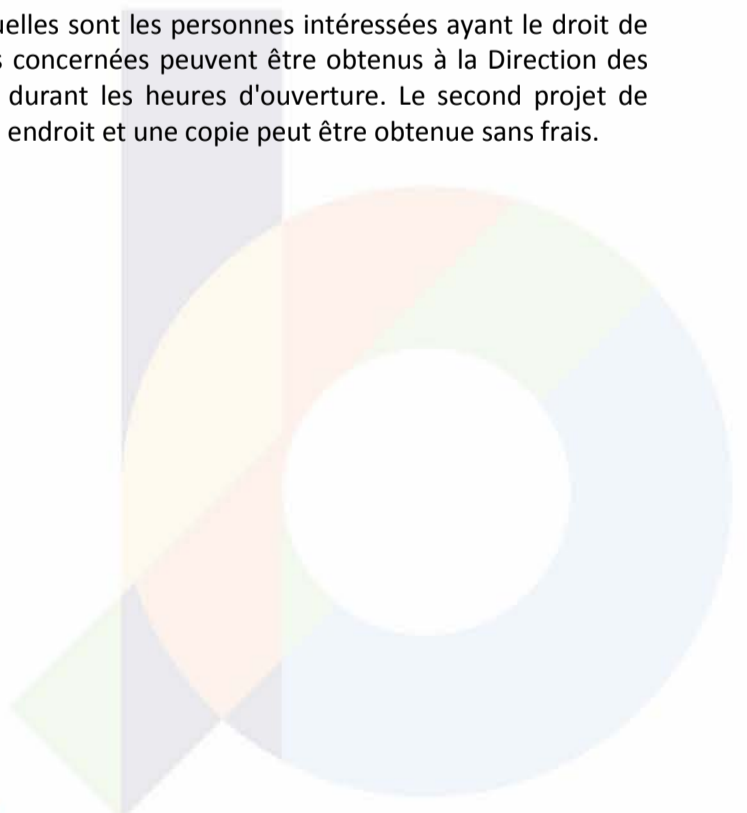 uelles sont les personnes intéressées ayant le droit de
s concernées peuvent être obtenus à la Direction des
durant les heures d'ouverture. Le second projet de
endroit et une copie peut être obtenue sans frais.